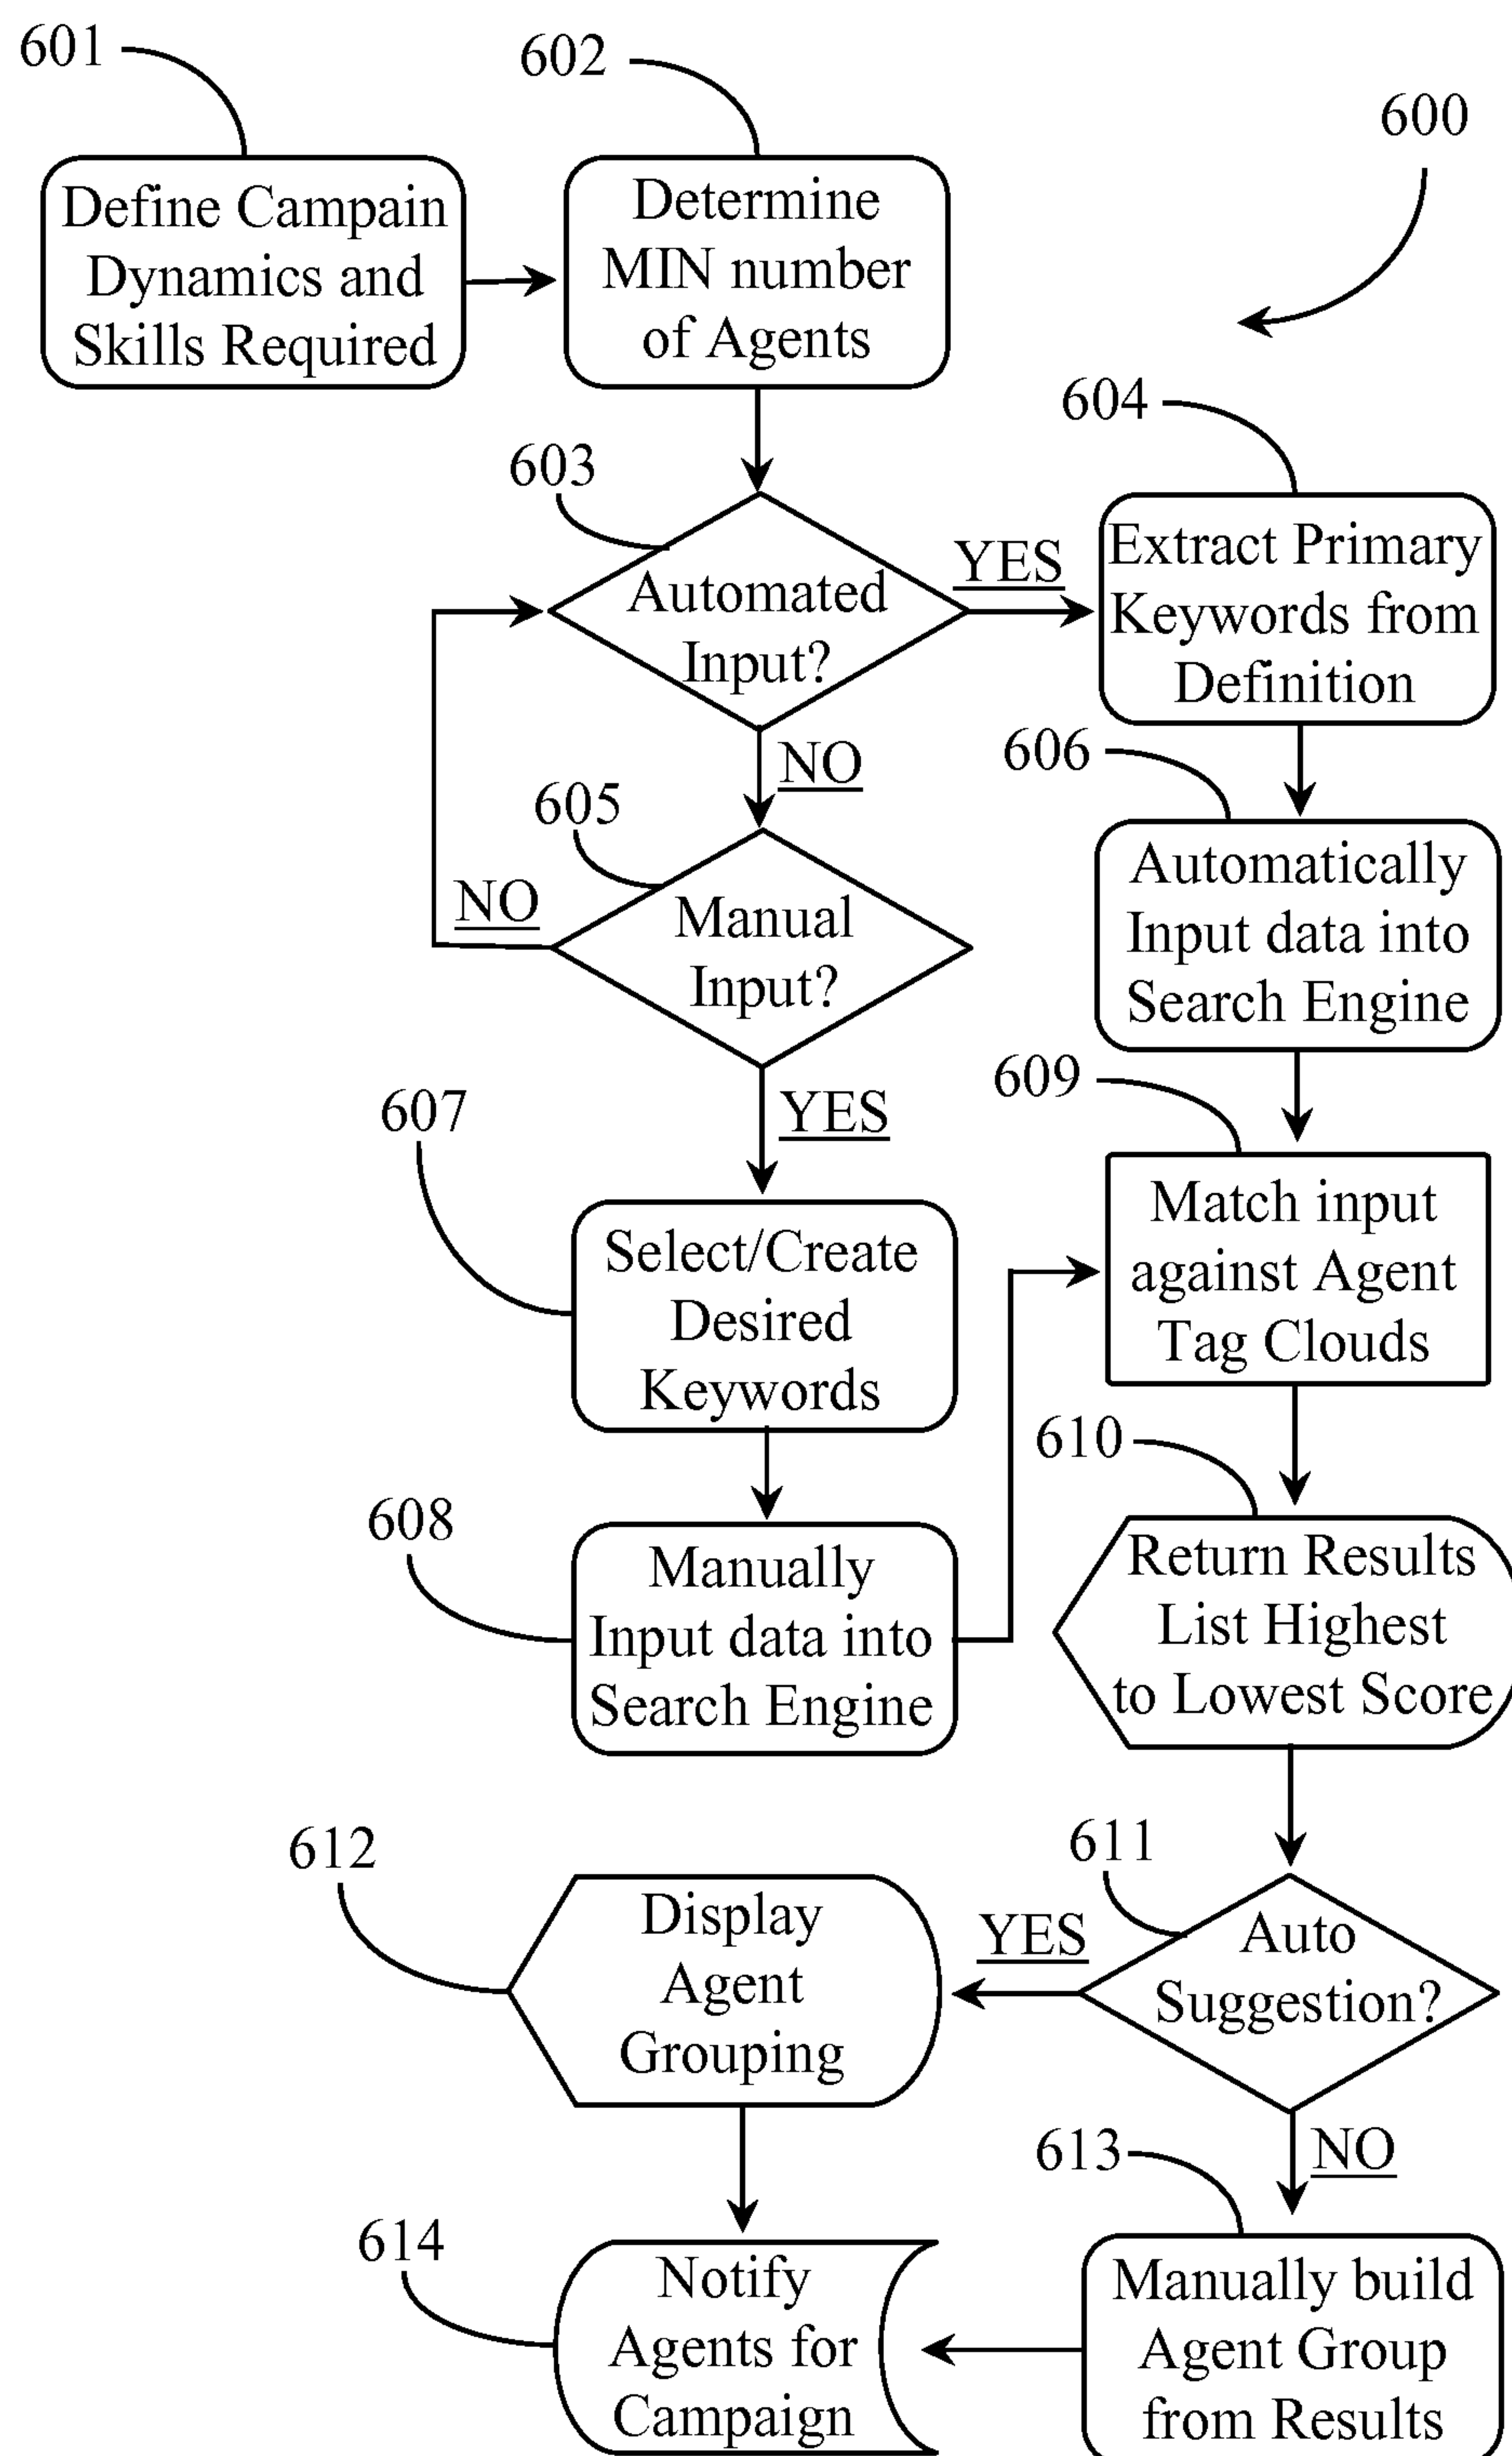 601
602
600
Define Campain
Dynamics and
Skills Required
Determine
MIN number
of Agents
603
604
Automated
Input?
YES
Extract Primary
Keywords from
Definition
NO
605
606
Manual
Input?
NO
Automatically
Input data into
Search Engine
YES
607
609
Select/Create
Desired
Keywords
Match input
against Agent
Tag Clouds
608
610
Manually
Input data into
Search Engine
Return Results
List Highest
to Lowest Score
612
611
Display
Agent
Grouping
YES
Auto
Suggestion?
NO
613
614
Notify
Agents for
Campaign
Manually build
Agent Group
from Results